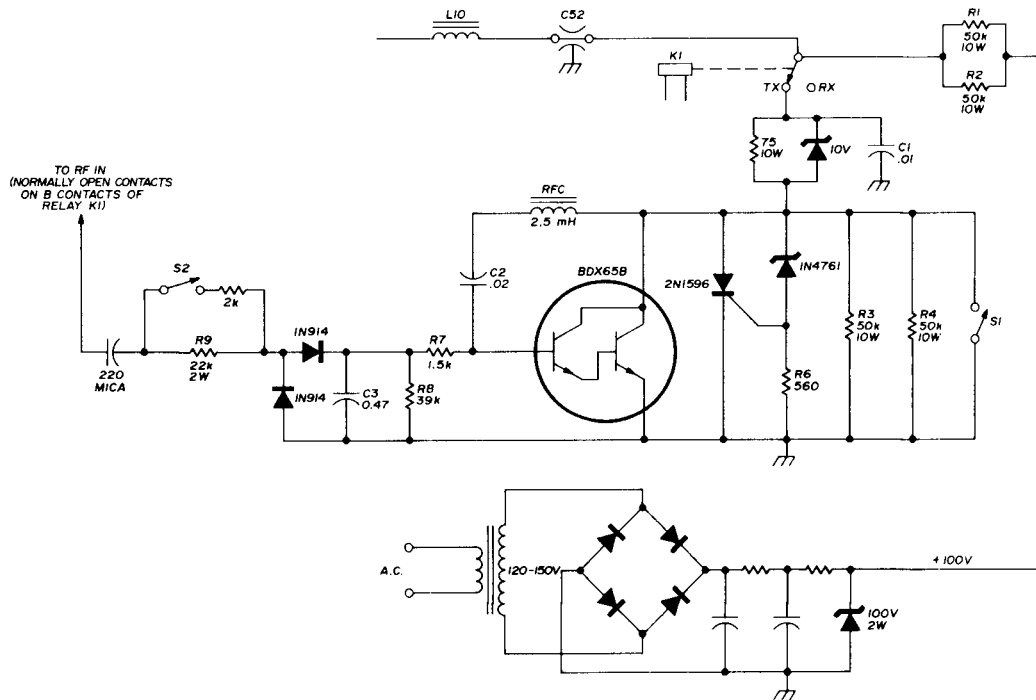 L10
C52
R1
50k
10W
K1
TX
RX
R2
50k
10W
75
10W
10V
C1
.01
TO RF IN
(NORMALLY OPEN CONTACTS
ON B CONTACTS OF
RELAY K1)
RFC
2.5 mH
S2
2k
C2
.02
BDX65B
2N1596
1N4761
R3
50k
10W
R4
50k
10W
S1
R9
22k
2W
220
MICA
1N914
1N914
C3
0.47
R8
39k
R7
1.5k
R6
560
A.C.
120-150V
+100V
100V
2W